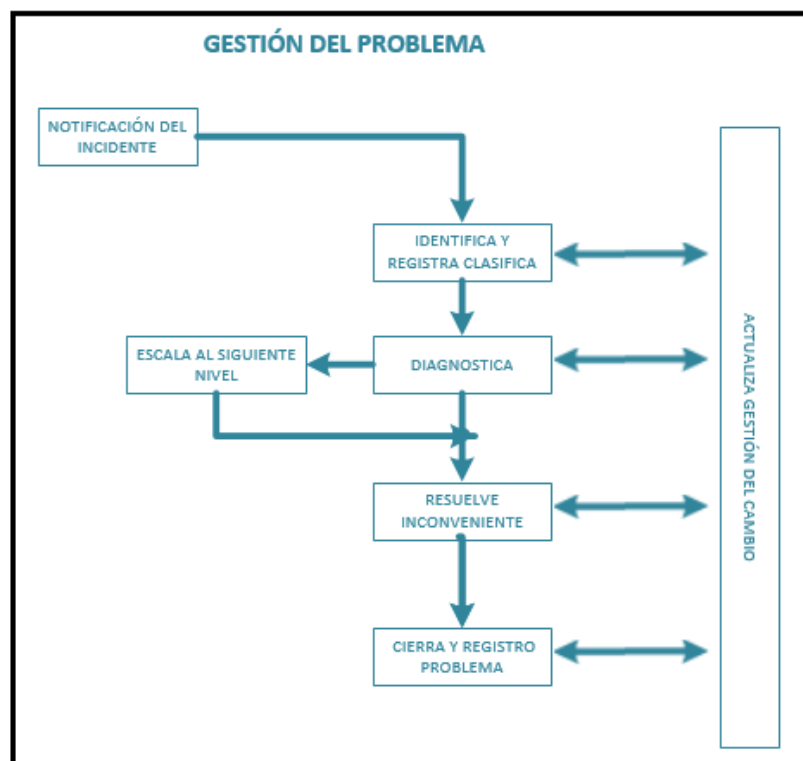 GESTIÓN DEL PROBLEMA
NOTIFICACIÓN DEL
INCIDENTE
IDENTIFICA Y
REGISTRA CLASIFICA
ESCALA AL SIGUIENTE
NIVEL
DIAGNOSTICA
RESUELVE
INCONVENIENTE
CIERRA Y REGISTRO
PROBLEMA
ACTUALIZA GESTIÓN DEL CAMBIO